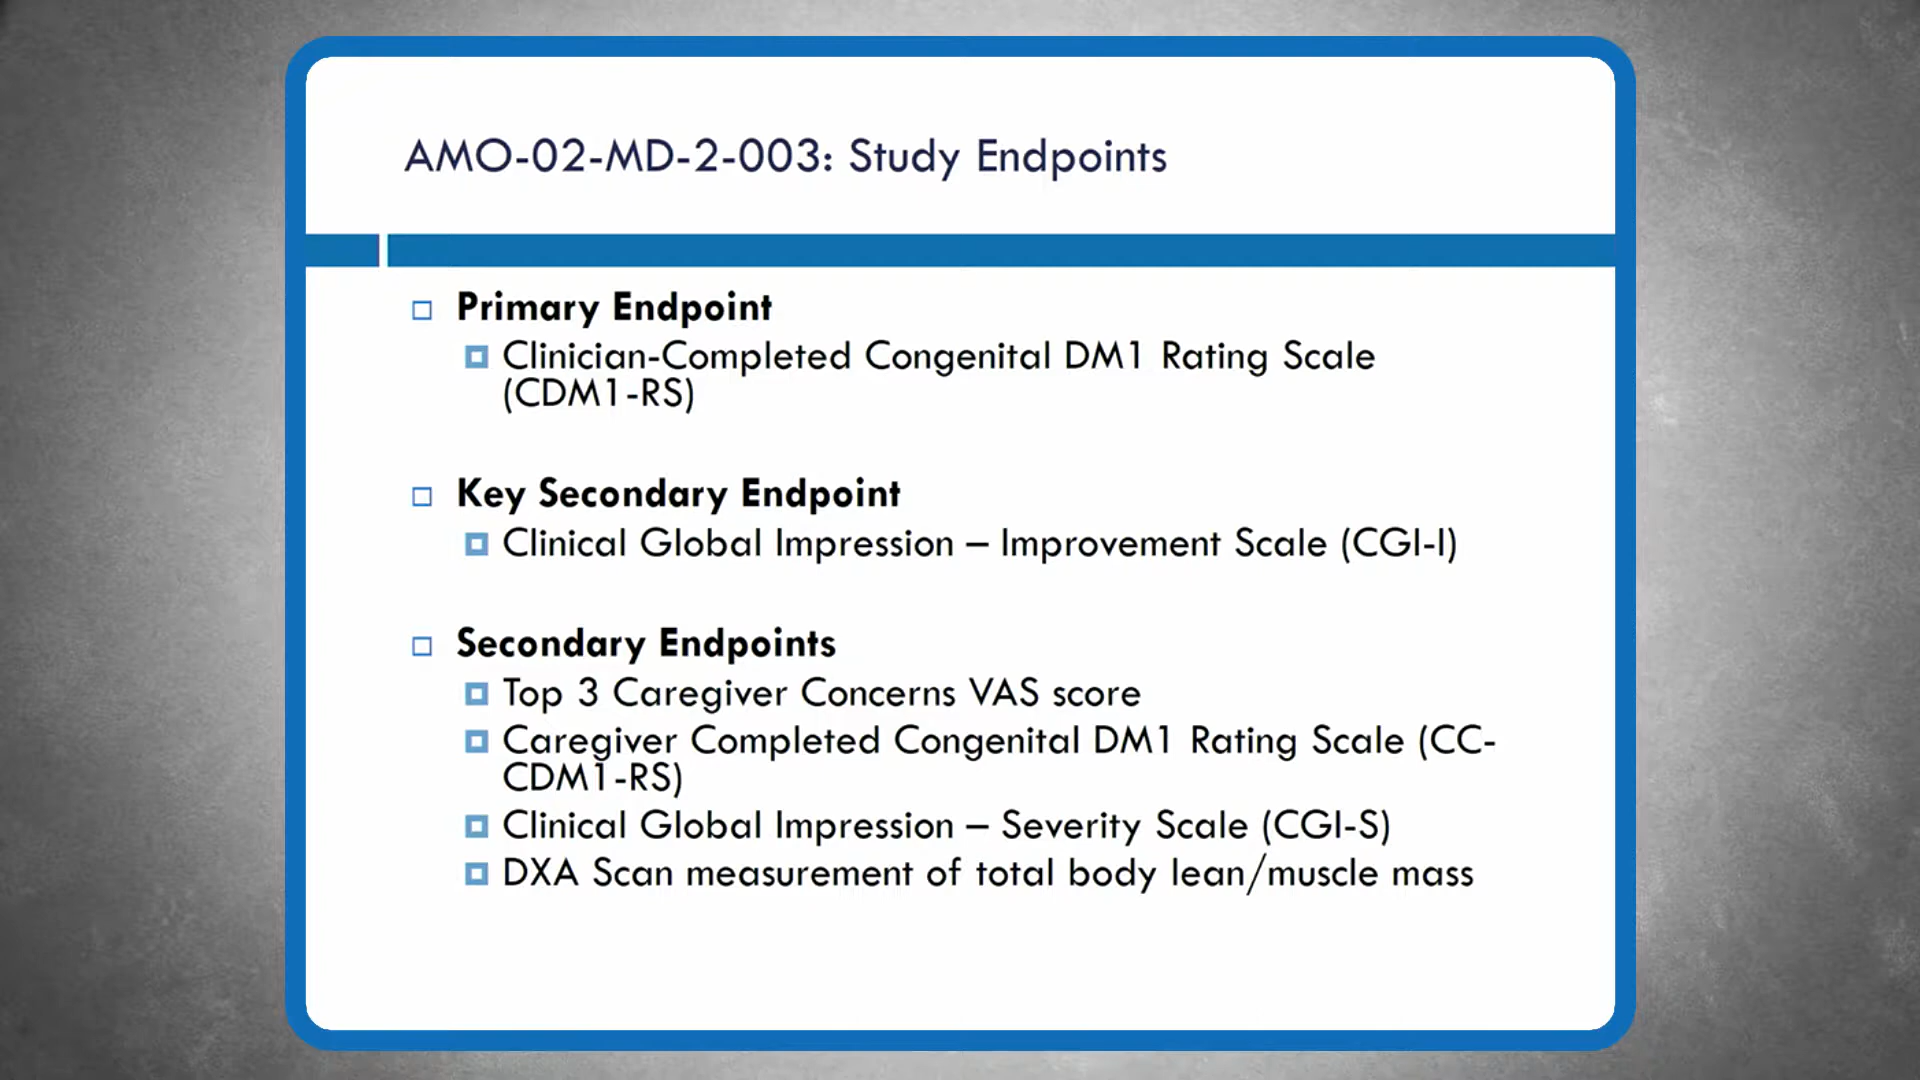 AMO-02-MD-2-003: Study Endpoints
Primary Endpoint
Clinician-Completed Congenital DM1 Rating Scale
(CDM1-RS)
Key Secondary Endpoint
Clinical Global Impression – Improvement Scale (CGI-I)
Secondary Endpoints
Top 3 Caregiver Concerns VAS score
Caregiver Completed Congenital DM1 Rating Scale (CC-
CDM1-RS)
Clinical Global Impression – Severity Scale (CGI-S)
DXA Scan measurement of total body lean/muscle mass